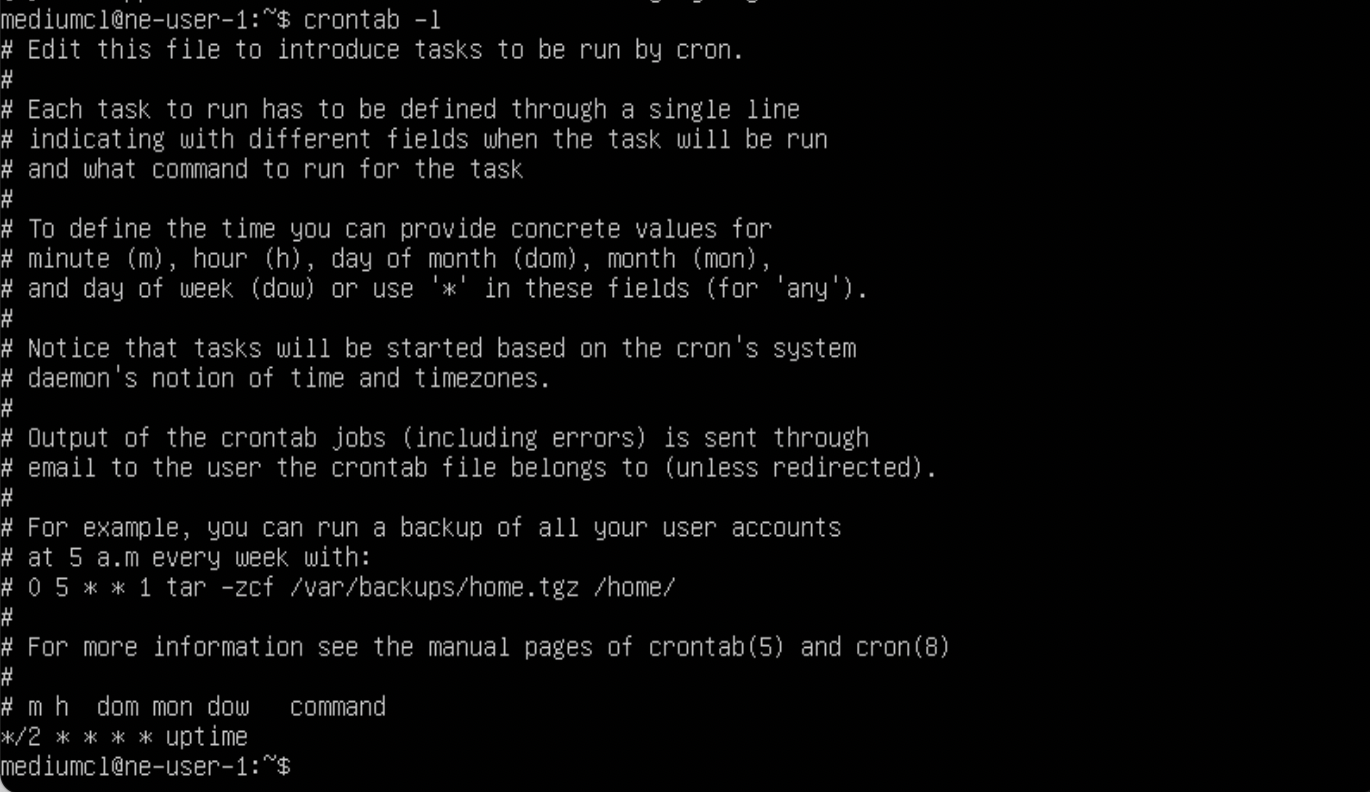 mediumcl@ne-user-1:~$ crontab -l
# Edit this file to introduce tasks to be run by cron.
#
# Each task to run has to be defined through a single line
# indicating with different fields when the task will be run
# and what command to run for the task
#
# To define the time you can provide concrete values for
# minute (m), hour (h), day of month (dom), month (mon),
# and day of week (dow) or use '*' in these fields (for 'any').
#
# Notice that tasks will be started based on the cron's system
# daemon's notion of time and timezones.
#
# Output of the crontab jobs (including errors) is sent through
# email to the user the crontab file belongs to (unless redirected).
#
# For example, you can run a backup of all your user accounts
# at 5 a.m every week with:
# 0 5 * * 1 tar -zcf /var/backups/home.tgz /home/
#
# For more information see the manual pages of crontab(5) and cron(8)
#
# m h  dom mon dow   command
*/2 * * * * uptime
mediumcl@ne-user-1:~$